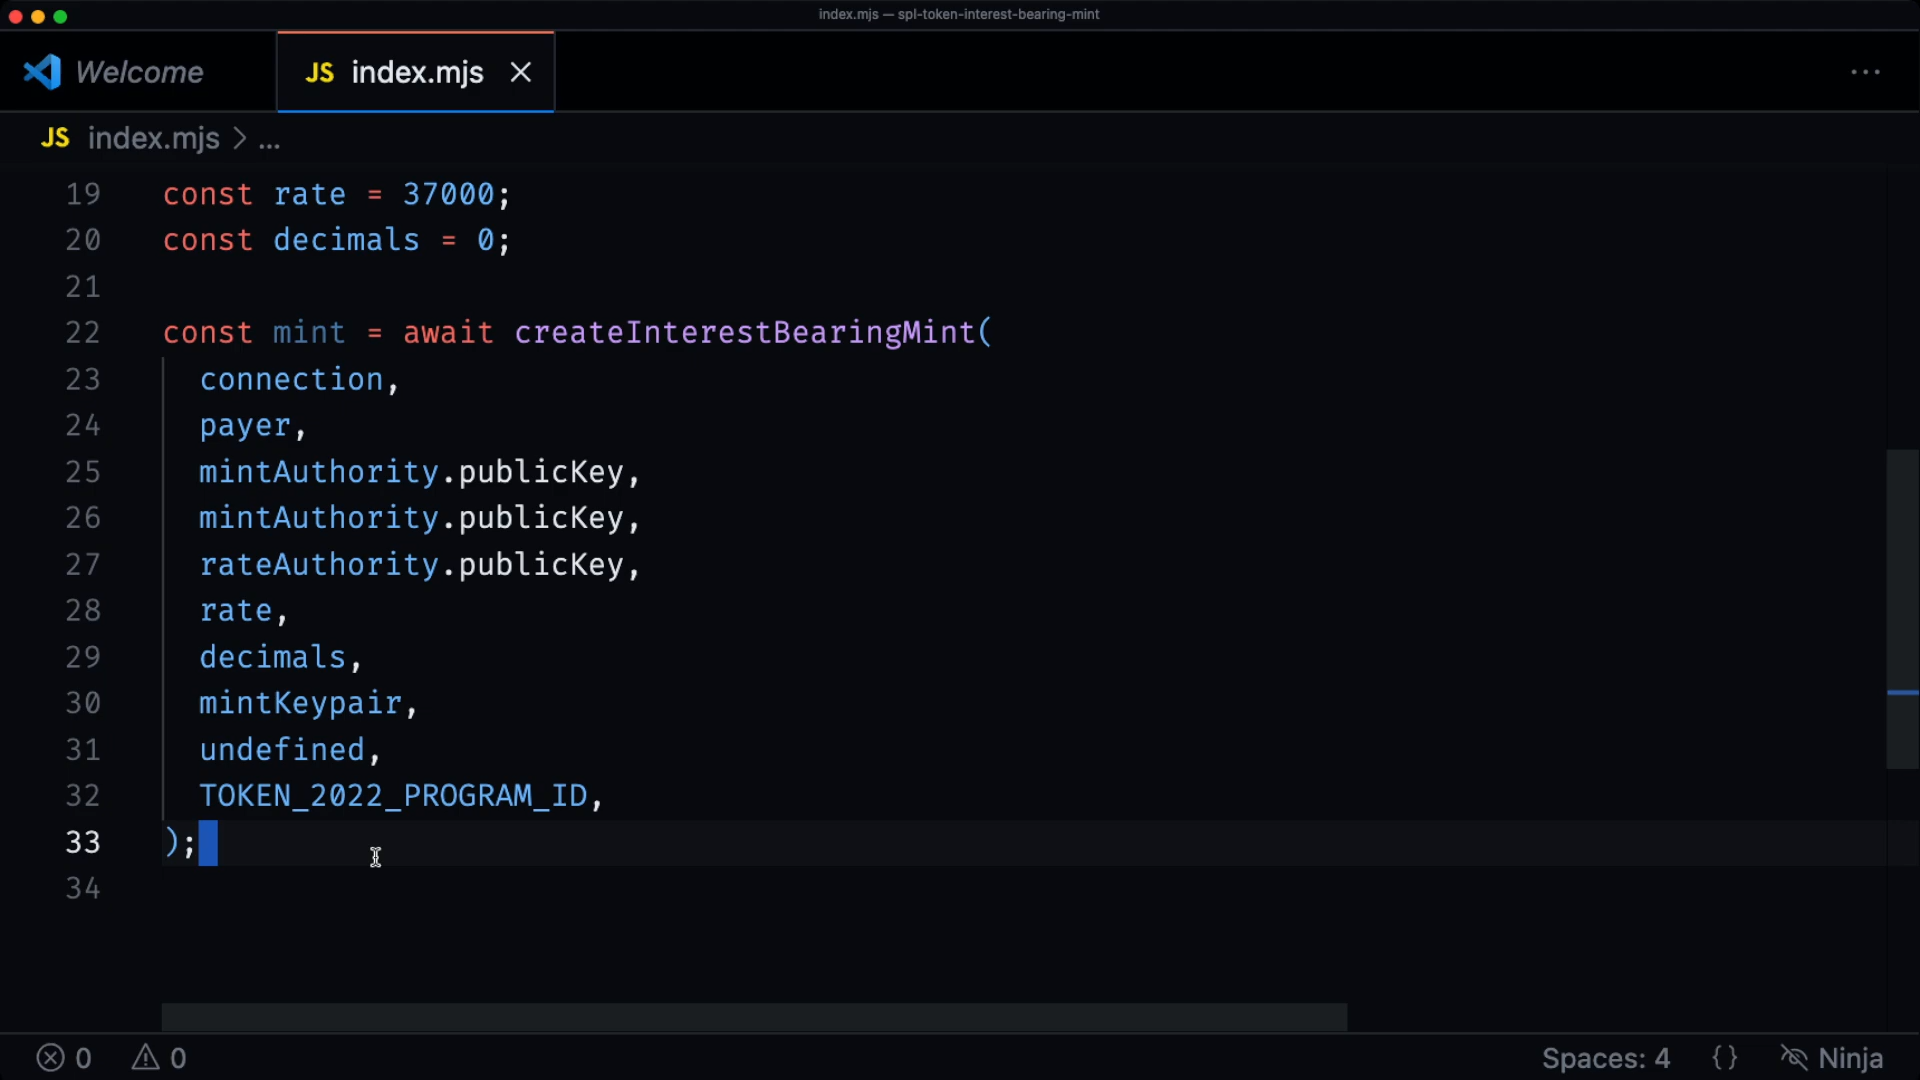 index.mjs — spl-token-interest-bearing-mint
Welcome
JS index.mjs
JS index.mjs > ...
19 const rate = 37000;
20 const decimals = 0;
21
22 const mint = await createInterestBearingMint(
23 connection,
24 payer,
25 mintAuthority.publicKey,
26 mintAuthority.publicKey,
27 rateAuthority.publicKey,
28 rate,
29 decimals,
30 mintKeypair,
31 undefined,
32 TOKEN_2022_PROGRAM_ID,
33 );
34
0 0 Spaces: 4 {} Ninja